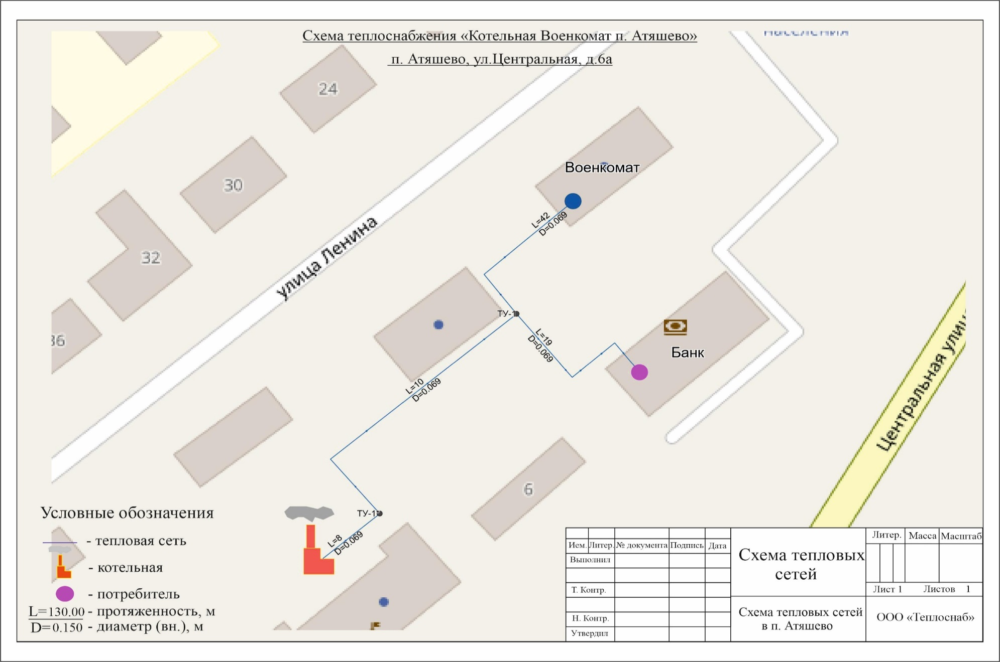 Схема теплоснабжения «Котельная Военкомат п. Атяшево»
п. Атяшево, ул.Центральная, д.6а
24
30
32
36
улица Ленина
Военкомат
L=42
D=0.069
ТУ-1
L=19
D=0.069
Банк
L=10
D=0.069
6
Центральная
ТУ-1
L=8
D=0.069
Условные обозначения
- тепловая сеть
- котельная
- потребитель
L=130.00 - протяженность, м
D=0.150 - диаметр (вн.), м
Ием. Литер. № документа Подпись Дата
Выполнил
Т. Контр.
Н. Контр.
Утвердил
Схема тепловых
сетей
Схема тепловых сетей
в п. Атяшево
Литер. Масса Масштаб
Лист 1 Листов 1
ООО «Теплоснаб»